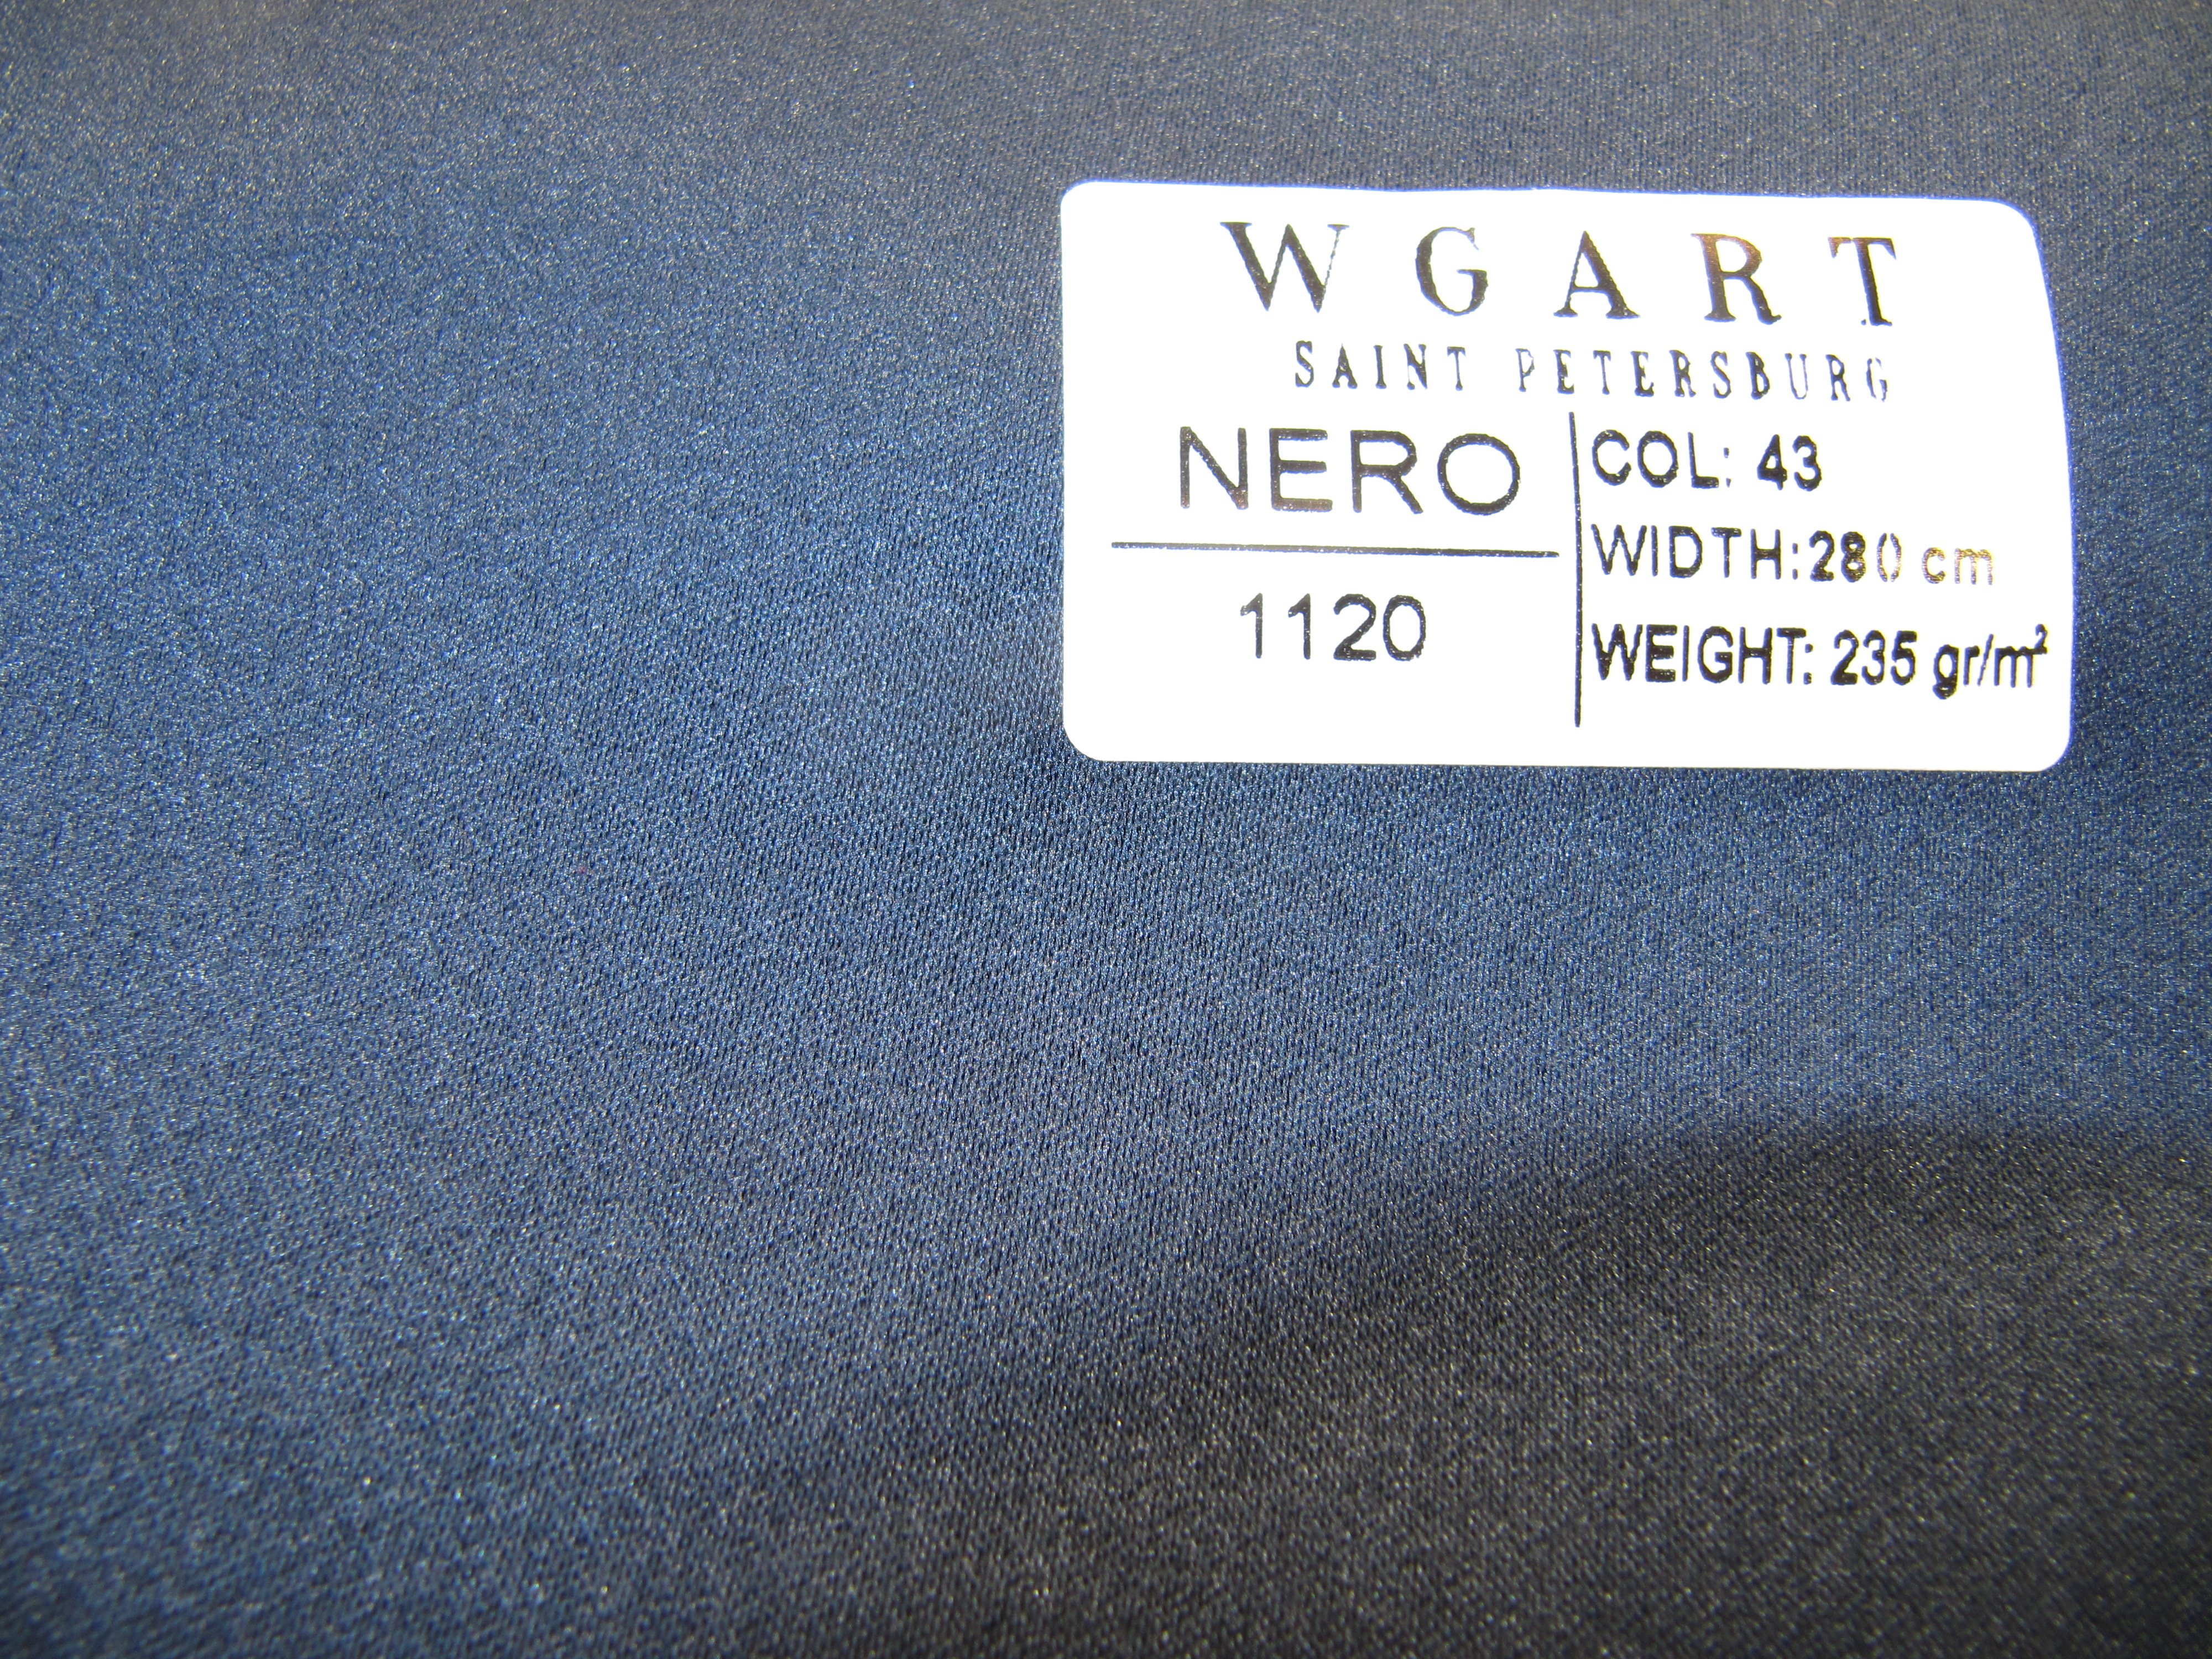 WGART
SAINT PETERSBURG
NERO
1120
COL: 43
WIDTH:280 cm
WEIGHT: 235 gr/m²